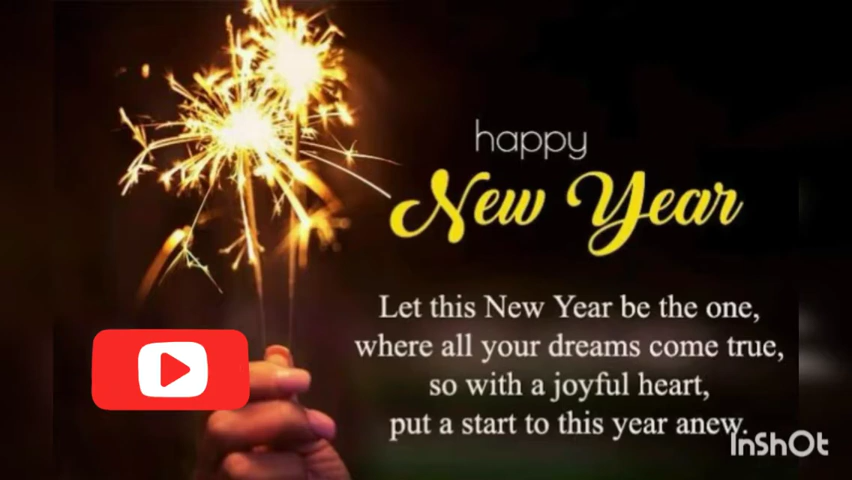 happy
New Year
Let this New Year be the one,
where all your dreams come true,
so with a joyful heart,
put a start to this year anew.
InShOt